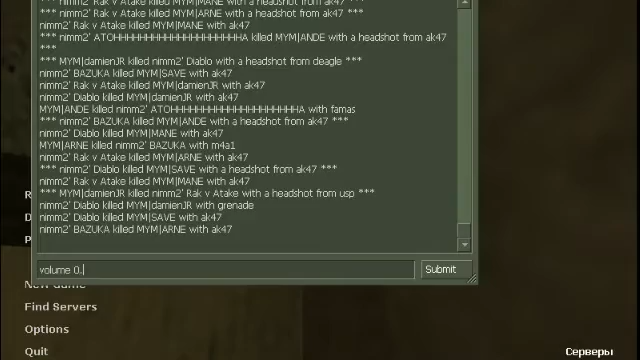 nimm2' Rak v Atake killed MYM|MANE with a headshot from ak47
*** nimm2' Rak v Atake killed MYM|ARNE with a headshot from ak47 ***
nimm2' Rak v Atake killed MYM|MANE with ak47
*** nimm2' ATOHHHHHHHHHHHHHHHHHHHA killed MYM|ANDE with a headshot from ak47
***
*** MYM|damienJR killed nimm2' Diablo with a headshot from deagle ***
nimm2' BAZUKA killed MYM|SAVE with ak47
nimm2' Rak v Atake killed MYM|damienJR with ak47
nimm2' Diablo killed MYM|damienJR with ak47
MYM|ANDE killed nimm2' ATOHHHHHHHHHHHHHHHHHHHA with famas
*** nimm2' BAZUKA killed MYM|ANDE with a headshot from ak47 ***
nimm2' Diablo killed MYM|MANE with ak47
MYM|ARNE killed nimm2' BAZUKA with m4a1
nimm2' Rak v Atake killed MYM|ARNE with ak47
*** nimm2' Diablo killed MYM|SAVE with a headshot from ak47 ***
nimm2' Rak v Atake killed MYM|MANE with ak47
*** MYM|damienJR killed nimm2' Rak v Atake with a headshot from usp ***
nimm2' Diablo killed MYM|damienJR with grenade
nimm2' Diablo killed MYM|SAVE with ak47
nimm2' BAZUKA killed MYM|ARNE with ak47
volume 0.
Submit
New Game
Find Servers
Options
Quit
Серверы